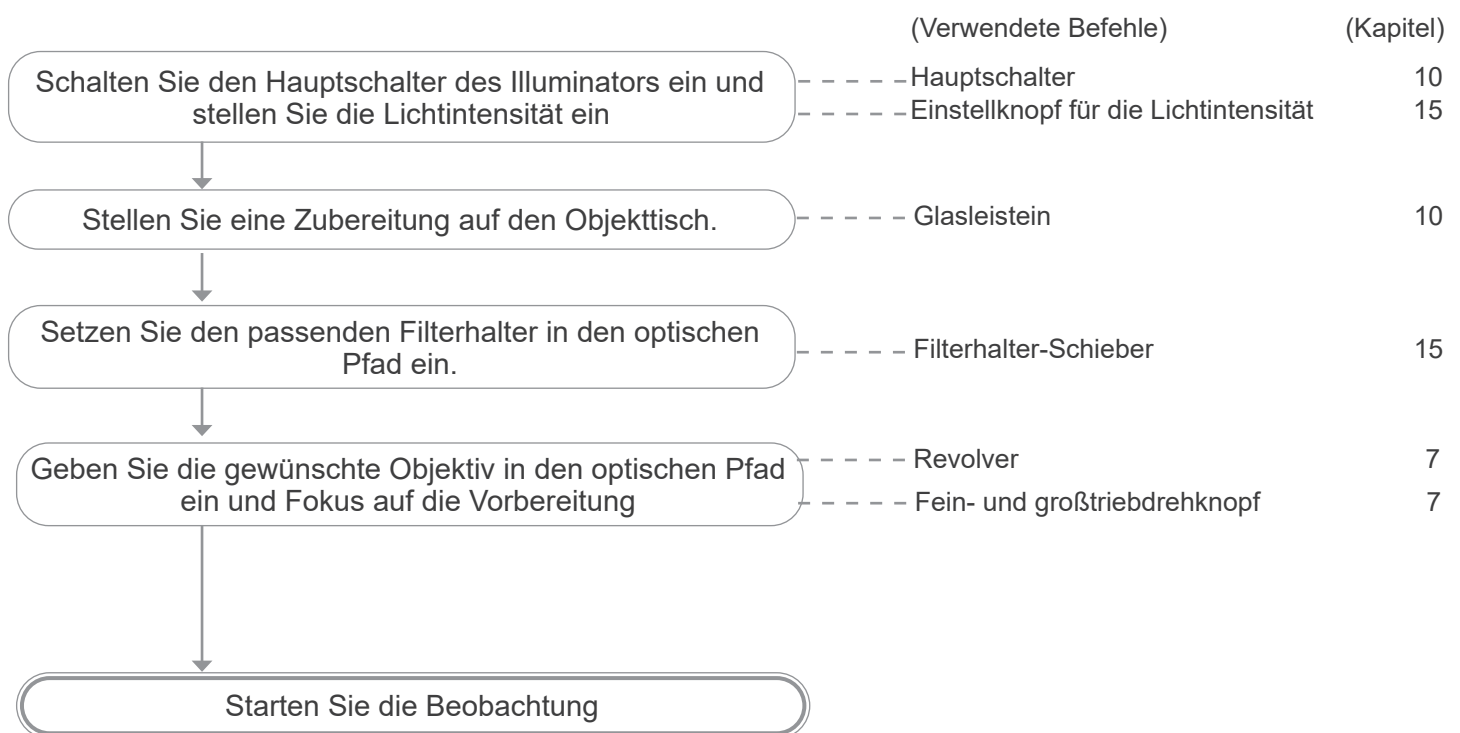 (Verwendete Befehle) (Kapitel)
Schalten Sie den Hauptschalter des Illuminators ein und
stellen Sie die Lichtintensität ein
Hauptschalter 10
Einstellknopf für die Lichtintensität 15
Stellen Sie eine Zubereitung auf den Objekttisch.
Glasleistein 10
Setzen Sie den passenden Filterhalter in den optischen
Pfad ein.
Filterhalter-Schieber 15
Geben Sie die gewünschte Objektiv in den optischen Pfad
ein und Fokus auf die Vorbereitung
Revolver 7
Fein- und großtriebdrehknopf 7
Starten Sie die Beobachtung